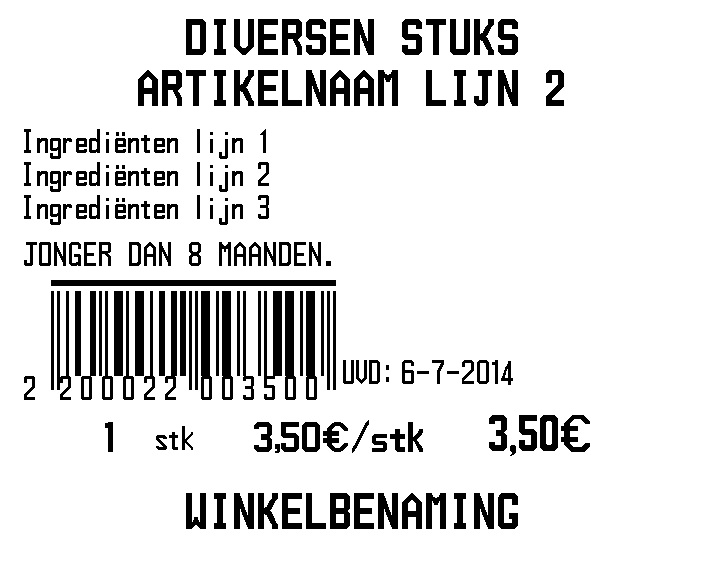 DIVERSEN STUKS
ARTIKELNAAM LIJN 2
Ingrediënten lijn 1
Ingrediënten lijn 2
Ingrediënten lijn 3
JONGER DAN 8 MAANDEN.
2 200022 003500 UVD: 6-7-2014
1 stk 3,50€/stk 3,50€
WINKELBENAMING